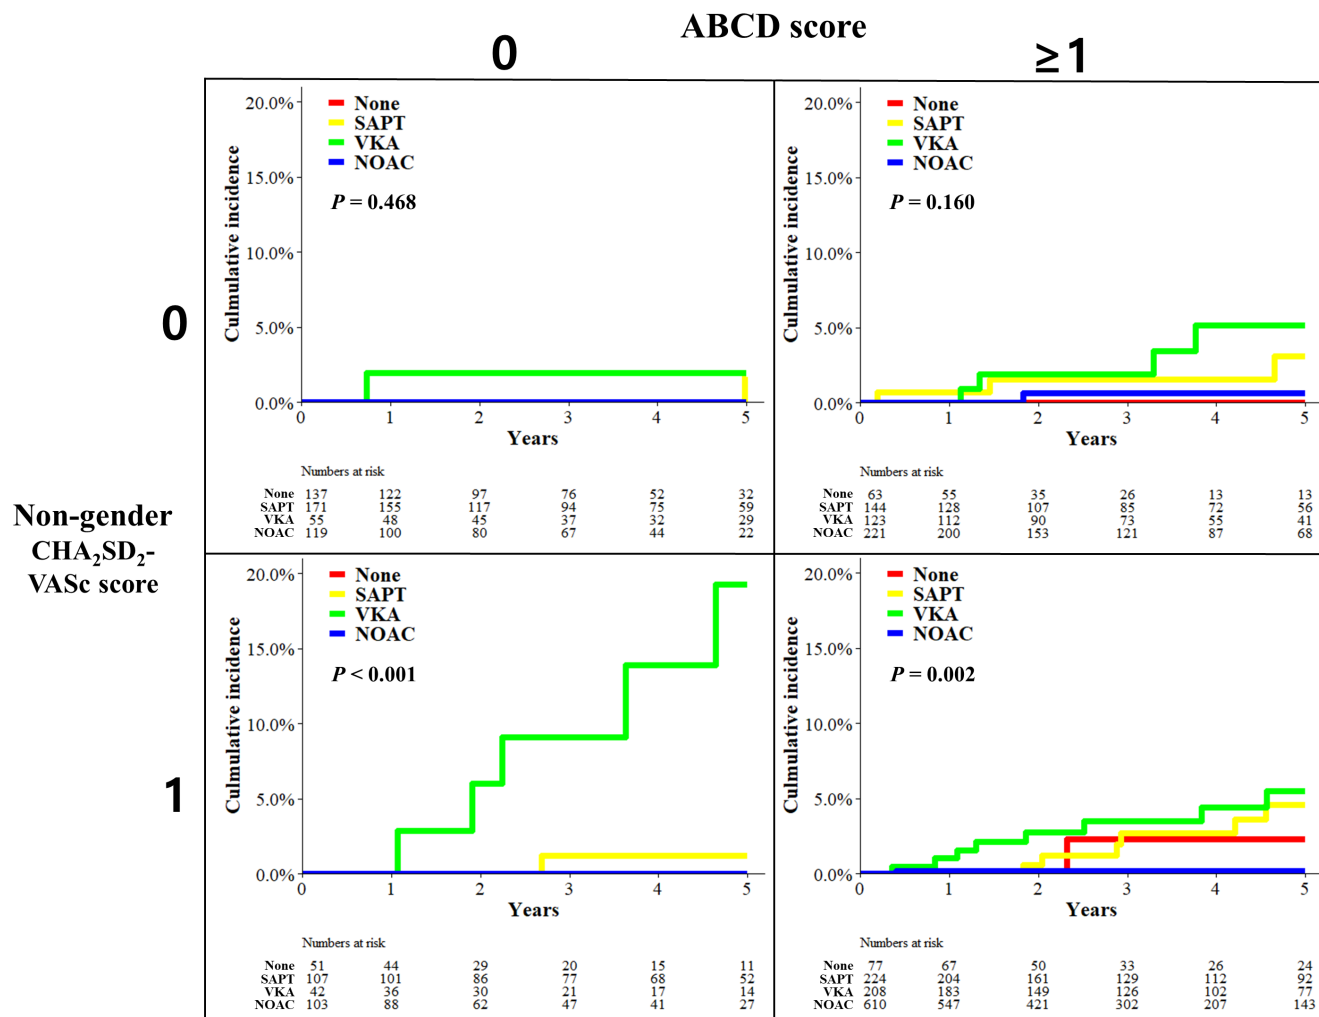 ABCD score
0
≥1
20.0%
15.0%
10.0%
5.0%
0.0%
Culmulative incidence
None
SAPT
VKA
NOAC
P = 0.468
0 1 2 3 4 5
Years
Numbers at risk
None 137 122 97 76 52 32
SAPT 171 155 117 94 75 59
VKA 55 48 45 37 32 29
NOAC 119 100 80 67 44 22
20.0%
15.0%
10.0%
5.0%
0.0%
Culmulative incidence
None
SAPT
VKA
NOAC
P = 0.160
0 1 2 3 4 5
Years
Numbers at risk
None 63 55 35 26 13 13
SAPT 144 128 107 85 72 56
VKA 123 112 90 73 55 41
NOAC 221 200 153 121 87 68
0
Non-gender
CHA₂SD₂-
VASc score
1
20.0%
15.0%
10.0%
5.0%
0.0%
Culmulative incidence
None
SAPT
VKA
NOAC
P < 0.001
0 1 2 3 4 5
Years
Numbers at risk
None 51 44 29 20 15 11
SAPT 107 101 86 77 68 52
VKA 42 36 30 21 17 14
NOAC 103 88 62 47 41 27
20.0%
15.0%
10.0%
5.0%
0.0%
Culmulative incidence
None
SAPT
VKA
NOAC
P = 0.002
0 1 2 3 4 5
Years
Numbers at risk
None 77 67 50 33 26 24
SAPT 224 204 161 129 112 92
VKA 208 183 149 126 102 77
NOAC 610 547 421 302 207 143